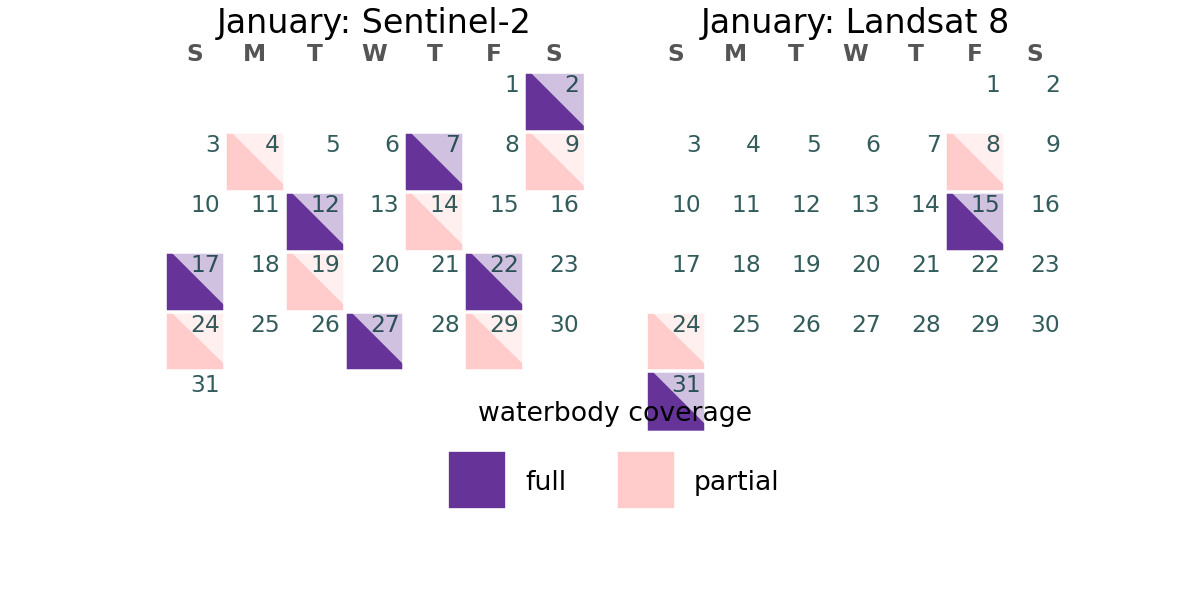 January: Sentinel-2
S M T W T F S
1 2
3 4 5 6 7 8 9
10 11 12 13 14 15 16
17 18 19 20 21 22 23
24 25 26 27 28 29 30
31
January: Landsat 8
S M T W T F S
1 2
3 4 5 6 7 8 9
10 11 12 13 14 15 16
17 18 19 20 21 22 23
24 25 26 27 28 29 30
31
waterbody coverage
full partial